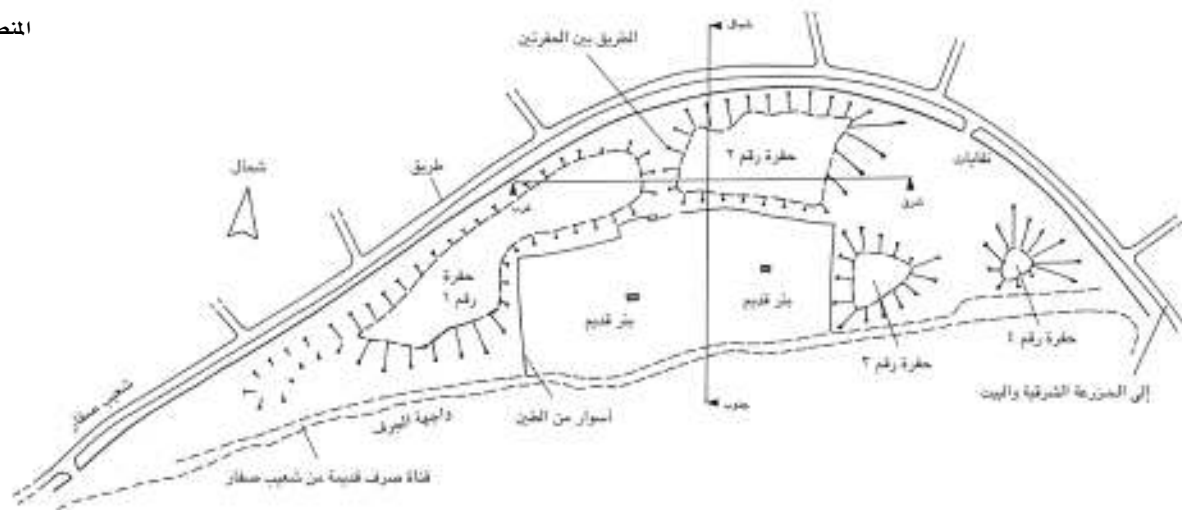 المنط
شمال
الطريق بين الحفرتين
حفرة رقم ٢
نفايات
طريق
شمال
غرب
شرق
حفرة
رقم ١
بئر قديم
بئر قديم
حفرة رقم ٣
حفرة رقم ٤
إلى المزرعة الشرقية والبيت
شعيب صفار
جنوب
أسوار من الطين
واجهة الجرف
قناة صرف قديمة من شعيب صفار